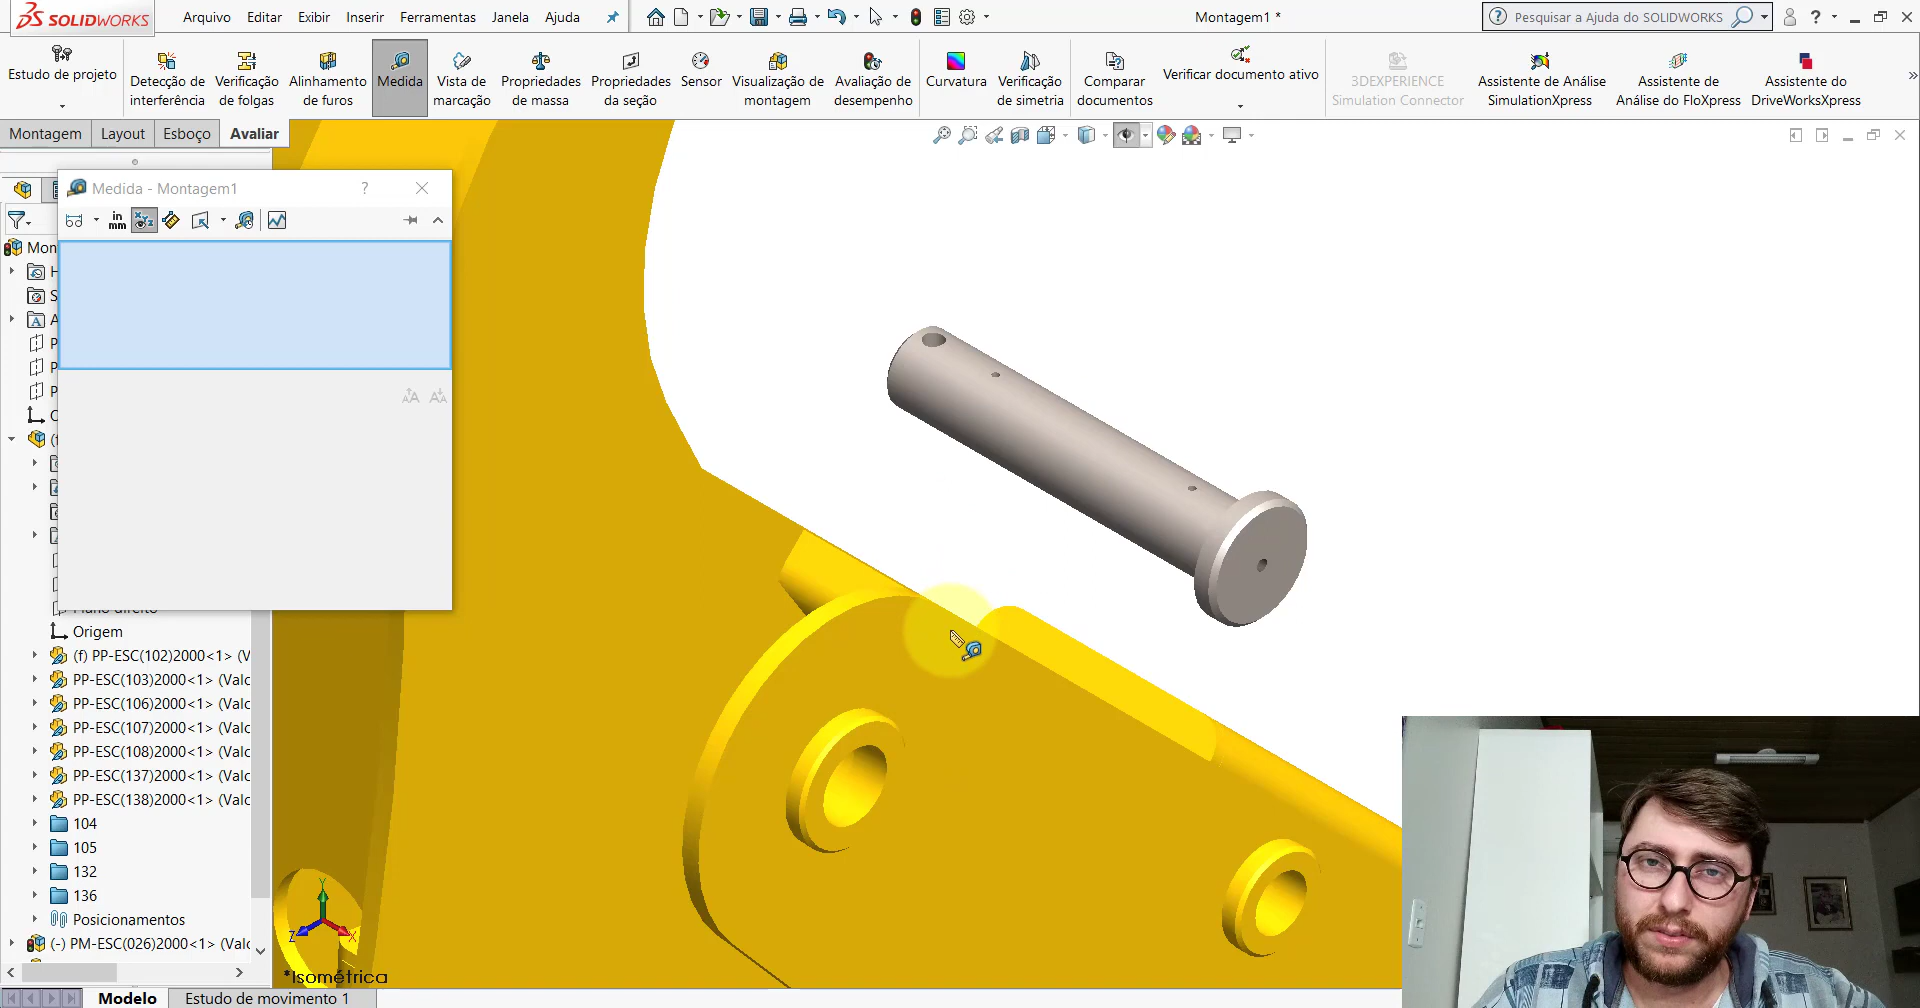 SOLIDWORKS
Arquivo
Editar
Exibir
Inserir
Ferramentas
Janela
Ajuda
Montagem1 *
Pesquisar a Ajuda do SOLIDWORKS
Estudo de projeto
Detecção de
interferência
Verificação
de folgas
Alinhamento
de furos
Medida
Vista de
marcação
Propriedades
de massa
Propriedades
da seção
Sensor
Visualização de
montagem
Avaliação de
desempenho
Curvatura
Verificação
de simetria
Comparar
documentos
Verificar documento ativo
3DEXPERIENCE
Simulation Connector
Assistente de Análise
SimulationXpress
Assistente de
Análise do FloXpress
Assistente do
DriveWorksXpress
Montagem
Layout
Esboço
Avaliar
Medida - Montagem1
in
mm
Mon
H
S
A
P
P
P
O
Plano direito
Origem
(f) PP-ESC(102)2000<1> (V
PP-ESC(103)2000<1> (Valc
PP-ESC(106)2000<1> (Valc
PP-ESC(107)2000<1> (Valc
PP-ESC(108)2000<1> (Valc
PP-ESC(137)2000<1> (Valc
PP-ESC(138)2000<1> (Valc
104
105
132
136
Posicionamentos
(-) PM-ESC(026)2000<1> (Valc
Y
Z
X
*Isométrica
Modelo
Estudo de movimento 1